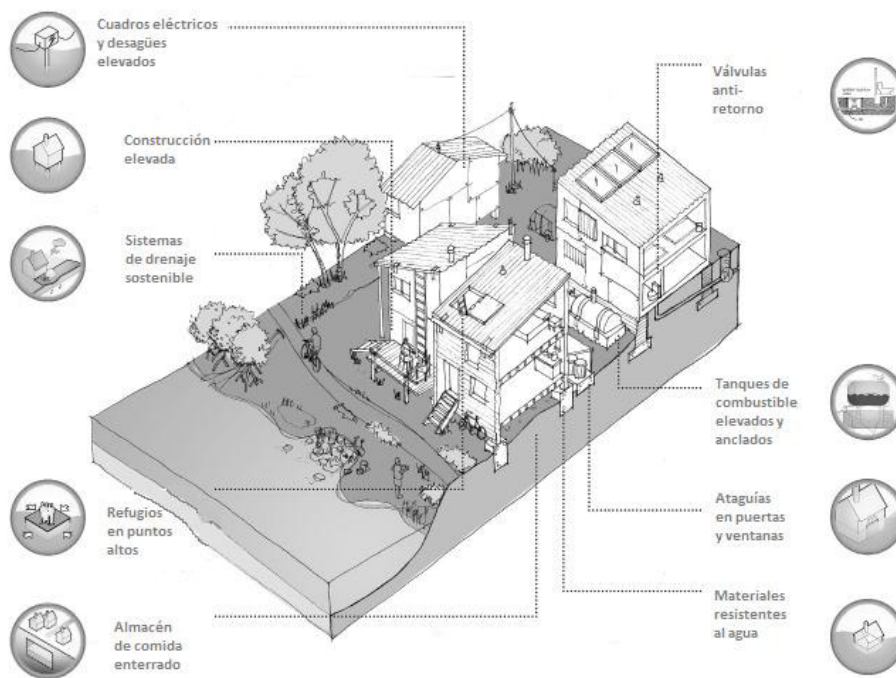 Cuadros eléctricos
y desagües
elevados
Construcción
elevada
Sistemas
de drenaje
sostenible
Refugios
en puntos
altos
Almacén
de comida
enterrado
Válvulas
anti-
retorno
Tanques de
combustible
elevados y
anclados
Ataguías
en puertas
y ventanas
Materiales
resistentes
al agua